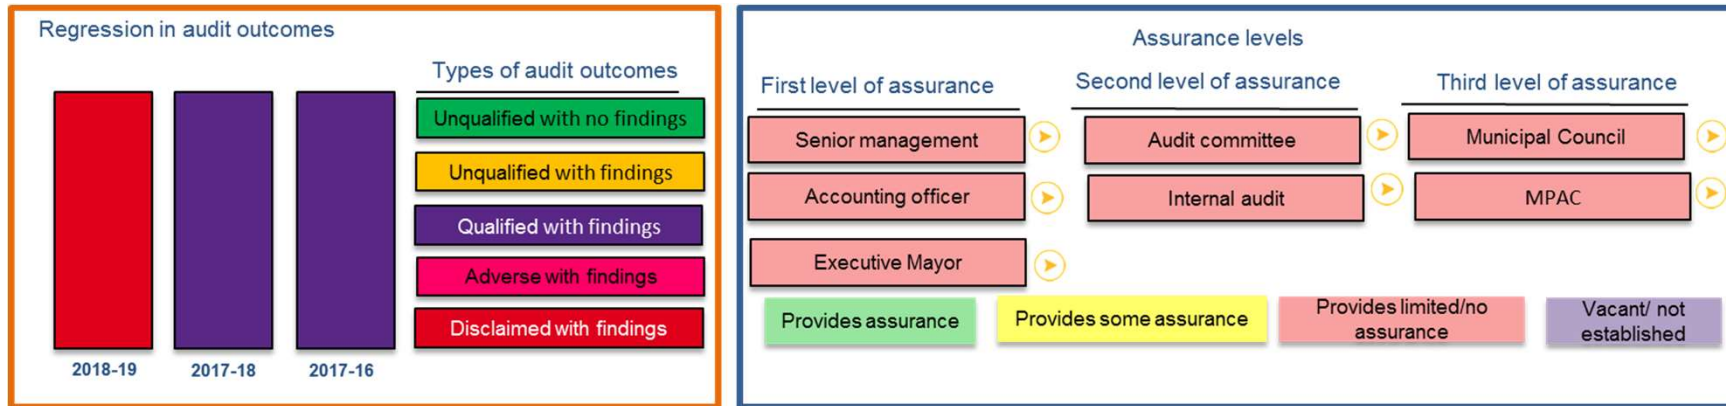 Regression in audit outcomes
Types of audit outcomes
Unqualified with no findings
Unqualified with findings
Qualified with findings
Adverse with findings
Disclaimed with findings
2018-19
2017-18
2017-16
Assurance levels
First level of assurance
Second level of assurance
Third level of assurance
Senior management
Audit committee
Municipal Council
Accounting officer
Internal audit
MPAC
Executive Mayor
Provides assurance
Provides some assurance
Provides limited/no
assurance
Vacant/ not
established